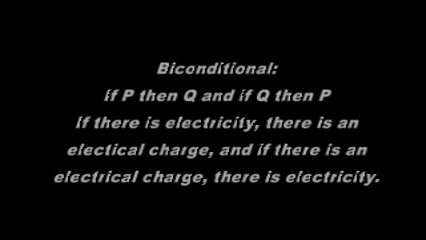 Biconditional:
if P then Q and if Q then P
If there is electricity, there is an
electical charge, and if there is an
electrical charge, there is electricity.